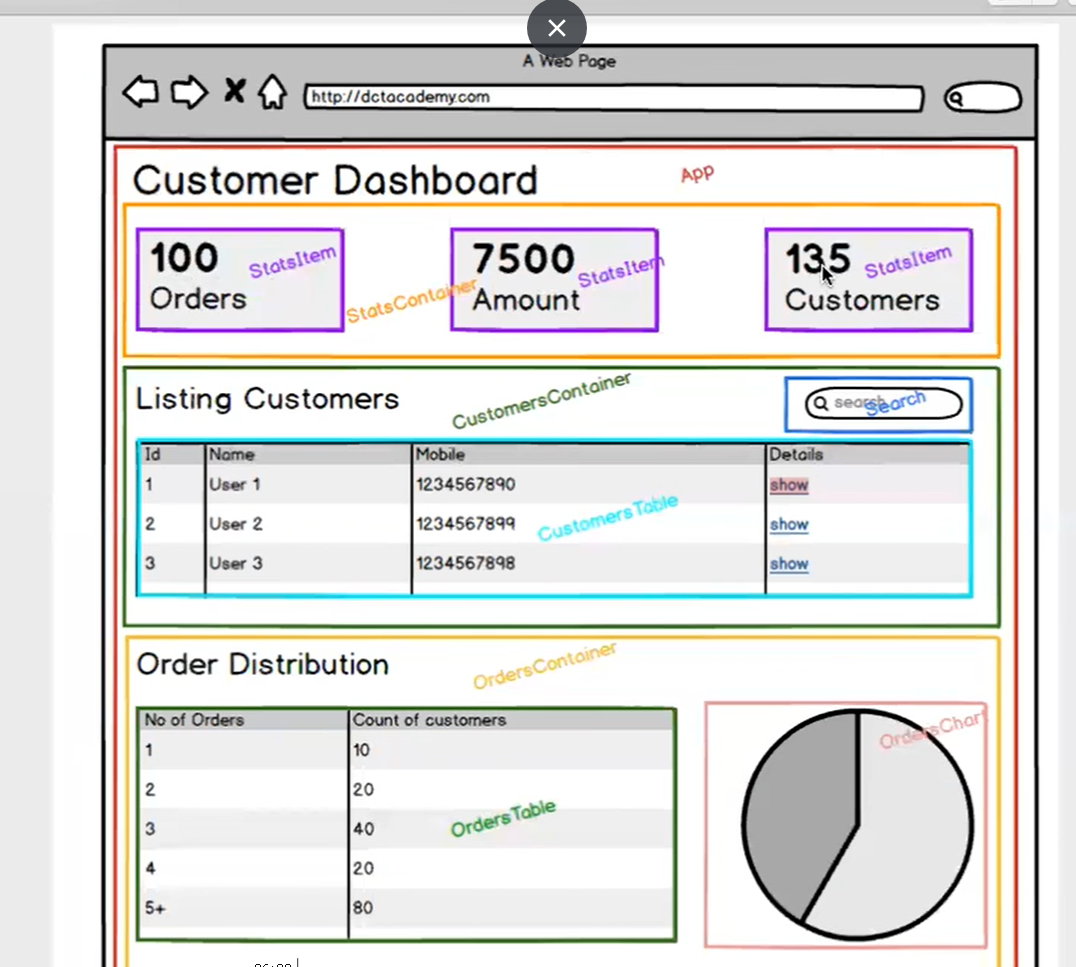 A Web Page
http://dctacademy.com
Customer Dashboard
App
100
Orders
StatsItem
StatsContainer
7500
Amount
StatsItem
135
Customers
StatsItem
Listing Customers
CustomersContainer
search
Search
Id Name Mobile Details
1 User 1 1234567890 show
2 User 2 1234567899 show
3 User 3 1234567898 show
CustomersTable
Order Distribution
OrdersContainer
No of Orders Count of customers
1 10
2 20
3 40
4 20
5+ 80
OrdersTable
OrdersChart